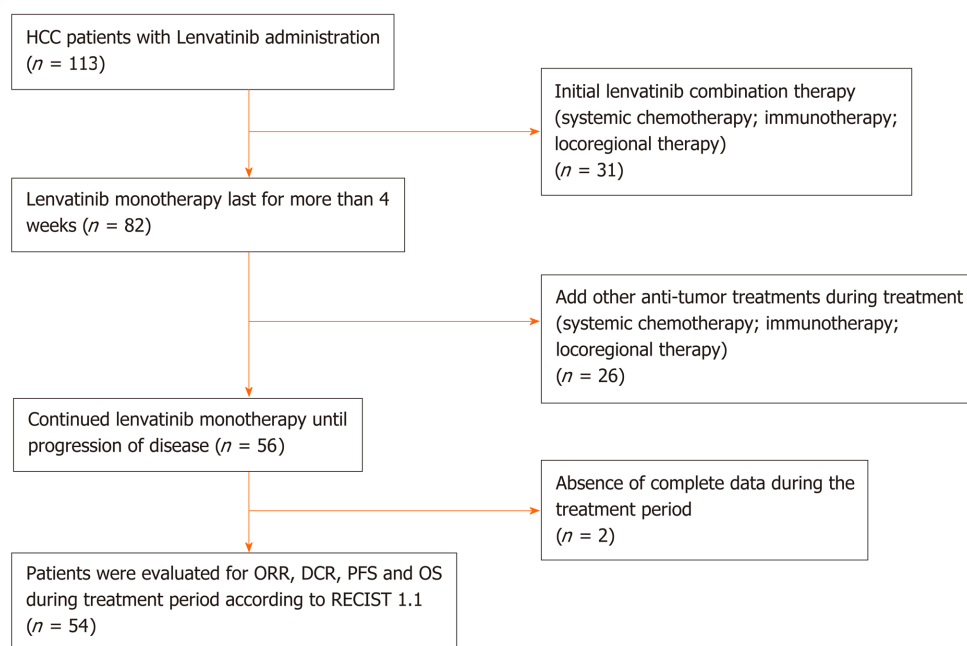 HCC patients with Lenvatinib administration
(n = 113)
Initial lenvatinib combination therapy
(systemic chemotherapy; immunotherapy;
locoregional therapy)
(n = 31)
Lenvatinib monotherapy last for more than 4
weeks (n = 82)
Add other anti-tumor treatments during treatment
(systemic chemotherapy; immunotherapy;
locoregional therapy)
(n = 26)
Continued lenvatinib monotherapy until
progression of disease (n = 56)
Absence of complete data during the
treatment period
(n = 2)
Patients were evaluated for ORR, DCR, PFS and OS
during treatment period according to RECIST 1.1
(n = 54)